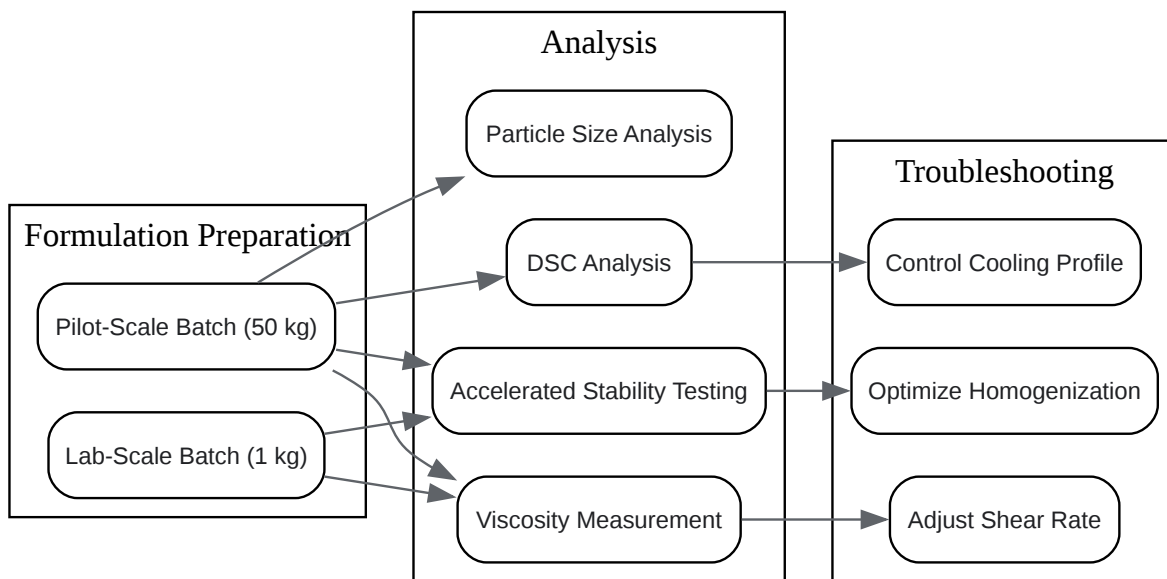 Formulation Preparation
Pilot-Scale Batch (50 kg)
Lab-Scale Batch (1 kg)
Analysis
Particle Size Analysis
DSC Analysis
Accelerated Stability Testing
Viscosity Measurement
Troubleshooting
Control Cooling Profile
Optimize Homogenization
Adjust Shear Rate